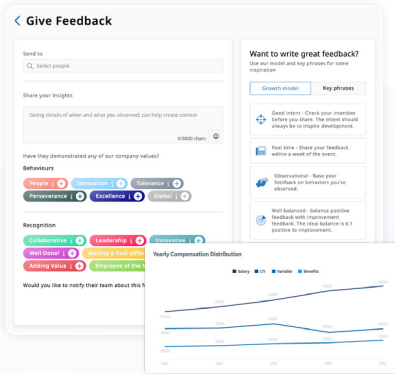 Give Feedback
Send to
Select people
Share your insights
Giving details of when and what you observed; can help create context
0/3000 chars
Have they demonstrated any of our company values?
Behaviours
People
Innovation
Tolerance
Perseverance
Excellence
Global
Recognition
Collaborative
Leadership
Innovative
Well Done!
Making a Real Differ
Adding Value
Employee of the
Would you like to notify their team about this f
Want to write great feedback?
Use our model and key phrases for some
inspiration
Growth model
Key phrases
Good intent - Check your intention
before you share. The intent should
always be to inspire development.
Real time - Share your feedback
within a week of the event.
Observational - Base your
feedback on behaviors you've
observed.
Well balanced - balance positive
feedback with improvement
feedback. The ideal balance is 6:1
positive to improvement.
Yearly Compensation Distribution
Salary
LTI
Variable
Benefits